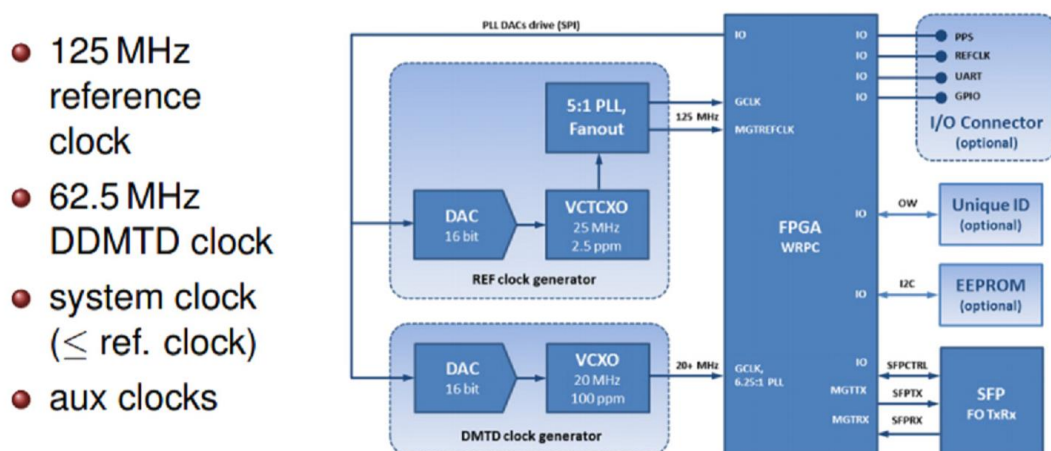 125 MHz
reference
clock
62.5 MHz
DDMTD clock
system clock
(≤ ref. clock)
aux clocks
PLL DACs drive (SPI)
5:1 PLL,
Fanout
125 MHz
DAC
16 bit
VCTCXO
25 MHz
2.5 ppm
REF clock generator
DAC
16 bit
VCXO
20 MHz
100 ppm
20+ MHz
DMTD clock generator
IO
GCLK
MGTREFCLK
FPGA
WRPC
GCLK,
6.25:1 PLL
IO
IO
IO
IO
IO
IO
IO
MGTTX
MGTRX
PPS
REFCLK
UART
GPIO
I/O Connector
(optional)
OW
Unique ID
(optional)
I2C
EEPROM
(optional)
SFPCTRL
SFPTX
SFPRX
SFP
FO TxRx